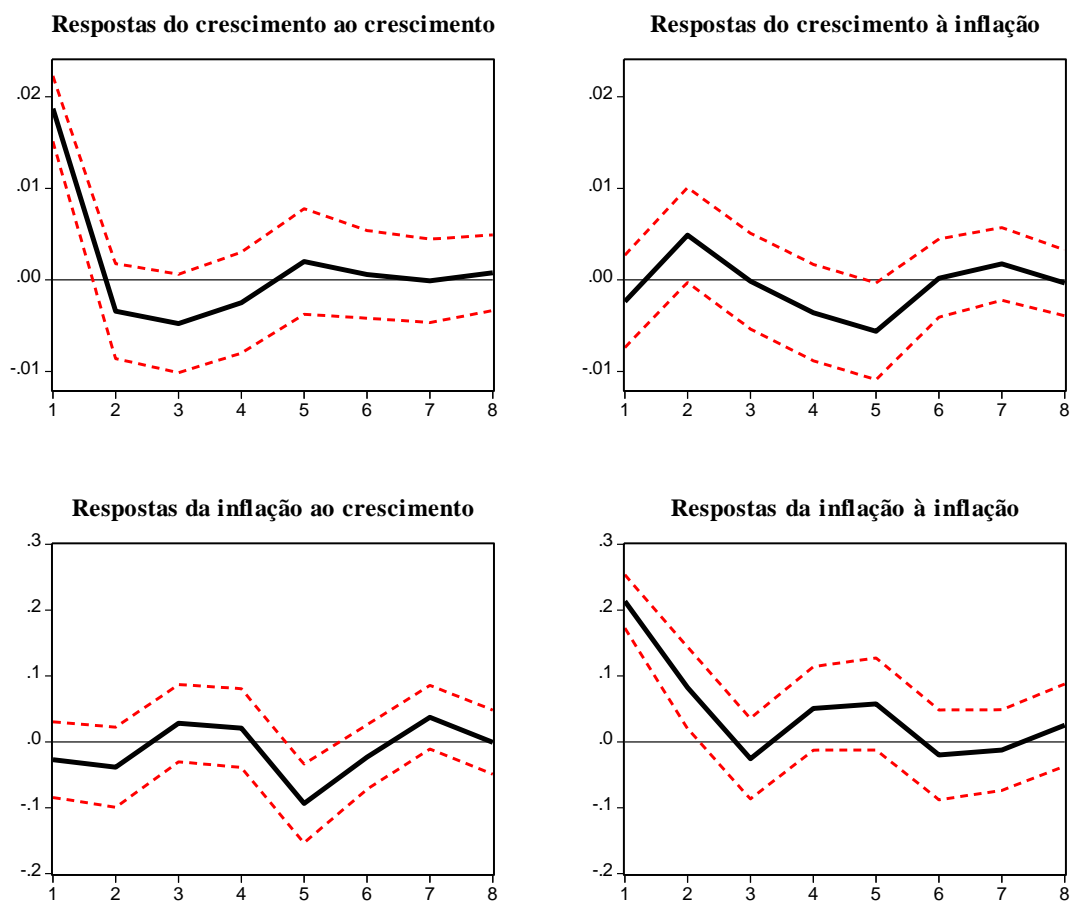 Respostas do crescimento ao crescimento
.02
.01
.00
-.01
1 2 3 4 5 6 7 8
Respostas do crescimento à inflação
.02
.01
.00
-.01
1 2 3 4 5 6 7 8
Respostas da inflação ao crescimento
.3
.2
.1
.0
-.1
-.2
1 2 3 4 5 6 7 8
Respostas da inflação à inflação
.3
.2
.1
.0
-.1
-.2
1 2 3 4 5 6 7 8